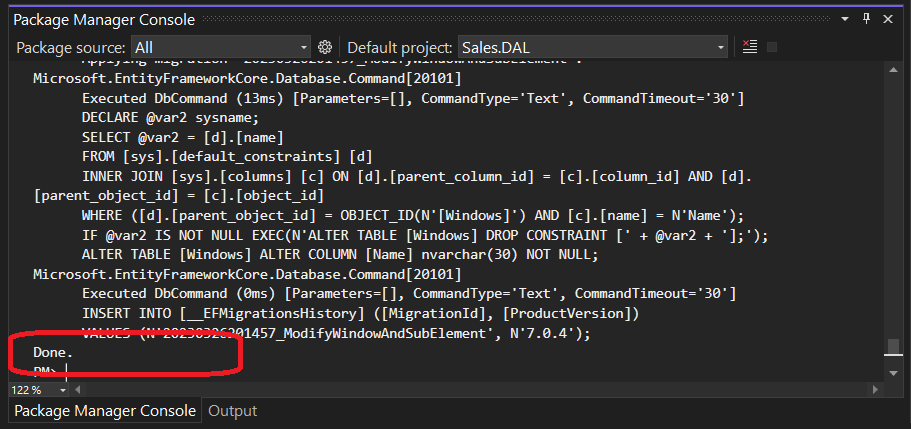 Package Manager Console
Package source: All Default project: Sales.DAL
Applying migration '20230326201457_ModifyWindowAndSubElement'.
Microsoft.EntityFrameworkCore.Database.Command[20101]
Executed DbCommand (13ms) [Parameters=[], CommandType='Text', CommandTimeout='30']
DECLARE @var2 sysname;
SELECT @var2 = [d].[name]
FROM [sys].[default_constraints] [d]
INNER JOIN [sys].[columns] [c] ON [d].[parent_column_id] = [c].[column_id] AND [d].
[parent_object_id] = [c].[object_id]
WHERE ([d].[parent_object_id] = OBJECT_ID(N'[Windows]') AND [c].[name] = N'Name');
IF @var2 IS NOT NULL EXEC(N'ALTER TABLE [Windows] DROP CONSTRAINT [' + @var2 + '];');
ALTER TABLE [Windows] ALTER COLUMN [Name] nvarchar(30) NOT NULL;
Microsoft.EntityFrameworkCore.Database.Command[20101]
Executed DbCommand (0ms) [Parameters=[], CommandType='Text', CommandTimeout='30']
INSERT INTO [__EFMigrationsHistory] ([MigrationId], [ProductVersion])
VALUES (N'20230326201457_ModifyWindowAndSubElement', N'7.0.4');
Done.
PM>
122 %
Package Manager Console Output